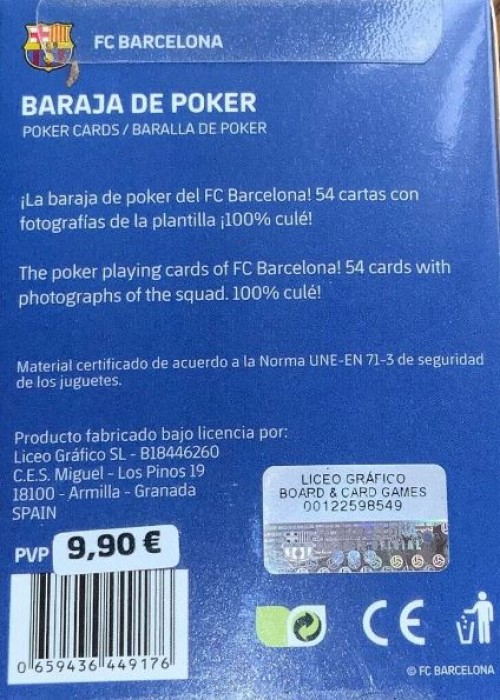 FC BARCELONA
BARAJA DE POKER
POKER CARDS / BARALLA DE POKER
¡La baraja de poker del FC Barcelona! 54 cartas con
fotografías de la plantilla ¡100% culé!
The poker playing cards of FC Barcelona! 54 cards with
photographs of the squad. 100% culé!
Material certificado de acuerdo a la Norma UNE-EN 71-3 de seguridad
de los juguetes.
Producto fabricado bajo licencia por:
Liceo Gráfico SL - B18446260
C.E.S. Miguel - Los Pinos 19
18100 - Armilla - Granada
SPAIN
LICEO GRÁFICO
BOARD & CARD GAMES
00122598549
PVP 9,90 €
0 659436 449176
CE
© FC BARCELONA